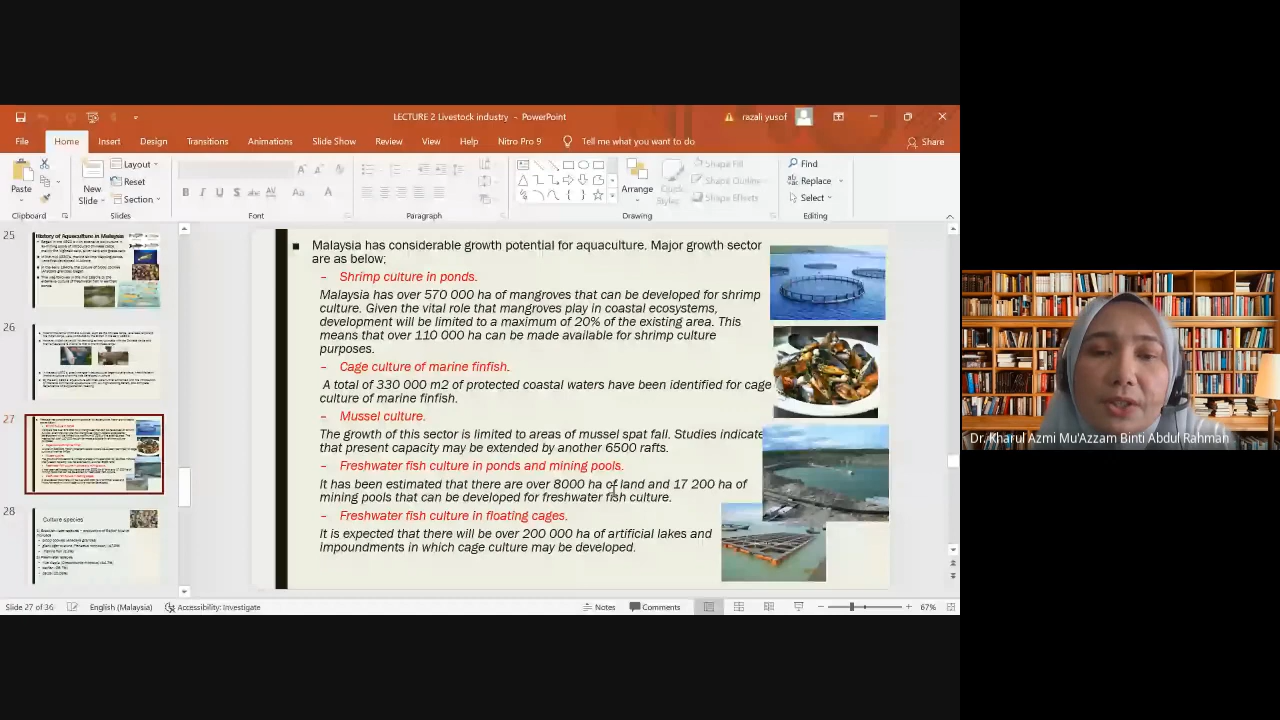 LECTURE 2 Livestock industry - PowerPoint
razali yusof
File
Home
Insert
Design
Transitions
Animations
Slide Show
Review
View
Help
Nitro Pro 9
Tell me what you want to do
Share
Paste
Clipboard
New
Slide
Layout
Reset
Section
Slides
B I U S abc AV
Aa
A
Font
Paragraph
Arrange
Quick
Styles
Shape Fill
Shape Outline
Shape Effects
Drawing
Find
Replace
Select
Editing
25
History of Aquaculture in Malaysia
26
27
28
Culture species
■ Malaysia has considerable growth potential for aquaculture. Major growth sector
are as below;
– Shrimp culture in ponds.
Malaysia has over 570 000 ha of mangroves that can be developed for shrimp
culture. Given the vital role that mangroves play in coastal ecosystems,
development will be limited to a maximum of 20% of the existing area. This
means that over 110 000 ha can be made available for shrimp culture
purposes.
– Cage culture of marine finfish.
A total of 330 000 m2 of protected coastal waters have been identified for cage
culture of marine finfish.
– Mussel culture.
The growth of this sector is limited to areas of mussel spat fall. Studies indicate
that present capacity may be extended by another 6500 rafts.
– Freshwater fish culture in ponds and mining pools.
It has been estimated that there are over 8000 ha of land and 17 200 ha of
mining pools that can be developed for freshwater fish culture.
– Freshwater fish culture in floating cages.
It is expected that there will be over 200 000 ha of artificial lakes and
impoundments in which cage culture may be developed.
Dr. Kharul Azmi Mu'Azzam Binti Abdul Rahman
Slide 27 of 36
English (Malaysia)
Accessibility: Investigate
Notes
Comments
67%